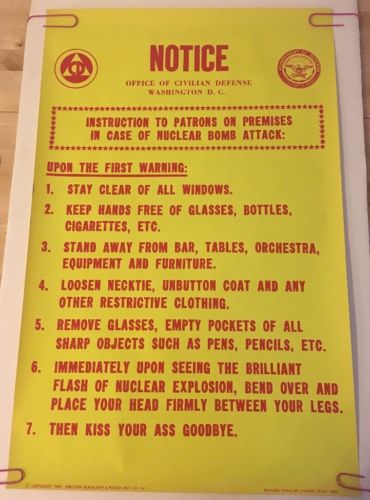 NOTICE
OFFICE OF CIVILIAN DEFENSE
WASHINGTON D. C.
INSTRUCTION TO PATRONS ON PREMISES
IN CASE OF NUCLEAR BOMB ATTACK:
UPON THE FIRST WARNING:
1. STAY CLEAR OF ALL WINDOWS.
2. KEEP HANDS FREE OF GLASSES, BOTTLES,
CIGARETTES, ETC.
3. STAND AWAY FROM BAR, TABLES, ORCHESTRA,
EQUIPMENT AND FURNITURE.
4. LOOSEN NECKTIE, UNBUTTON COAT AND ANY
OTHER RESTRICTIVE CLOTHING.
5. REMOVE GLASSES, EMPTY POCKETS OF ALL
SHARP OBJECTS SUCH AS PENS, PENCILS, ETC.
6. IMMEDIATELY UPON SEEING THE BRILLIANT
FLASH OF NUCLEAR EXPLOSION, BEND OVER AND
PLACE YOUR HEAD FIRMLY BETWEEN YOUR LEGS.
7. THEN KISS YOUR ASS GOODBYE.